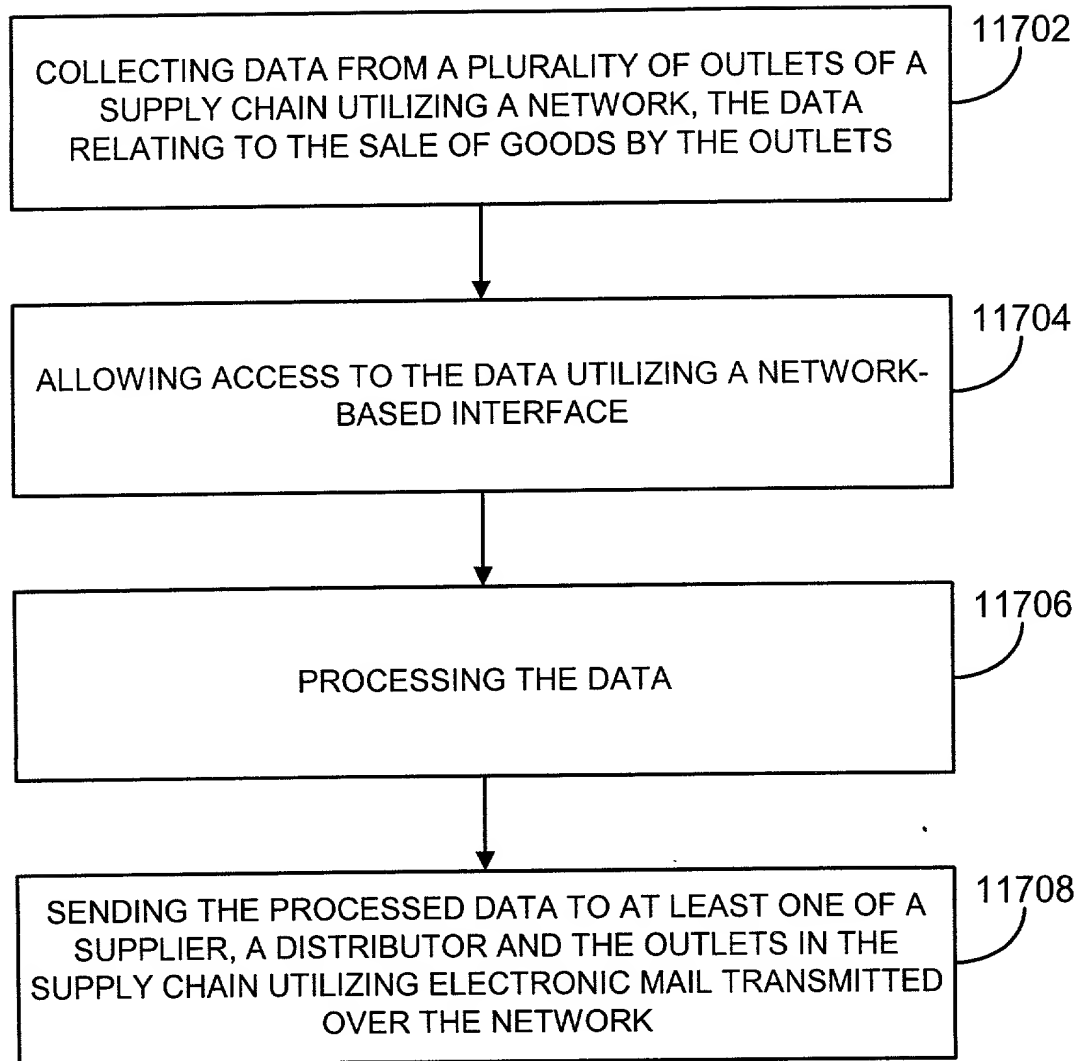 11702
COLLECTING DATA FROM A PLURALITY OF OUTLETS OF A
SUPPLY CHAIN UTILIZING A NETWORK, THE DATA
RELATING TO THE SALE OF GOODS BY THE OUTLETS
11704
ALLOWING ACCESS TO THE DATA UTILIZING A NETWORK-
BASED INTERFACE
11706
PROCESSING THE DATA
11708
SENDING THE PROCESSED DATA TO AT LEAST ONE OF A
SUPPLIER, A DISTRIBUTOR AND THE OUTLETS IN THE
SUPPLY CHAIN UTILIZING ELECTRONIC MAIL TRANSMITTED
OVER THE NETWORK